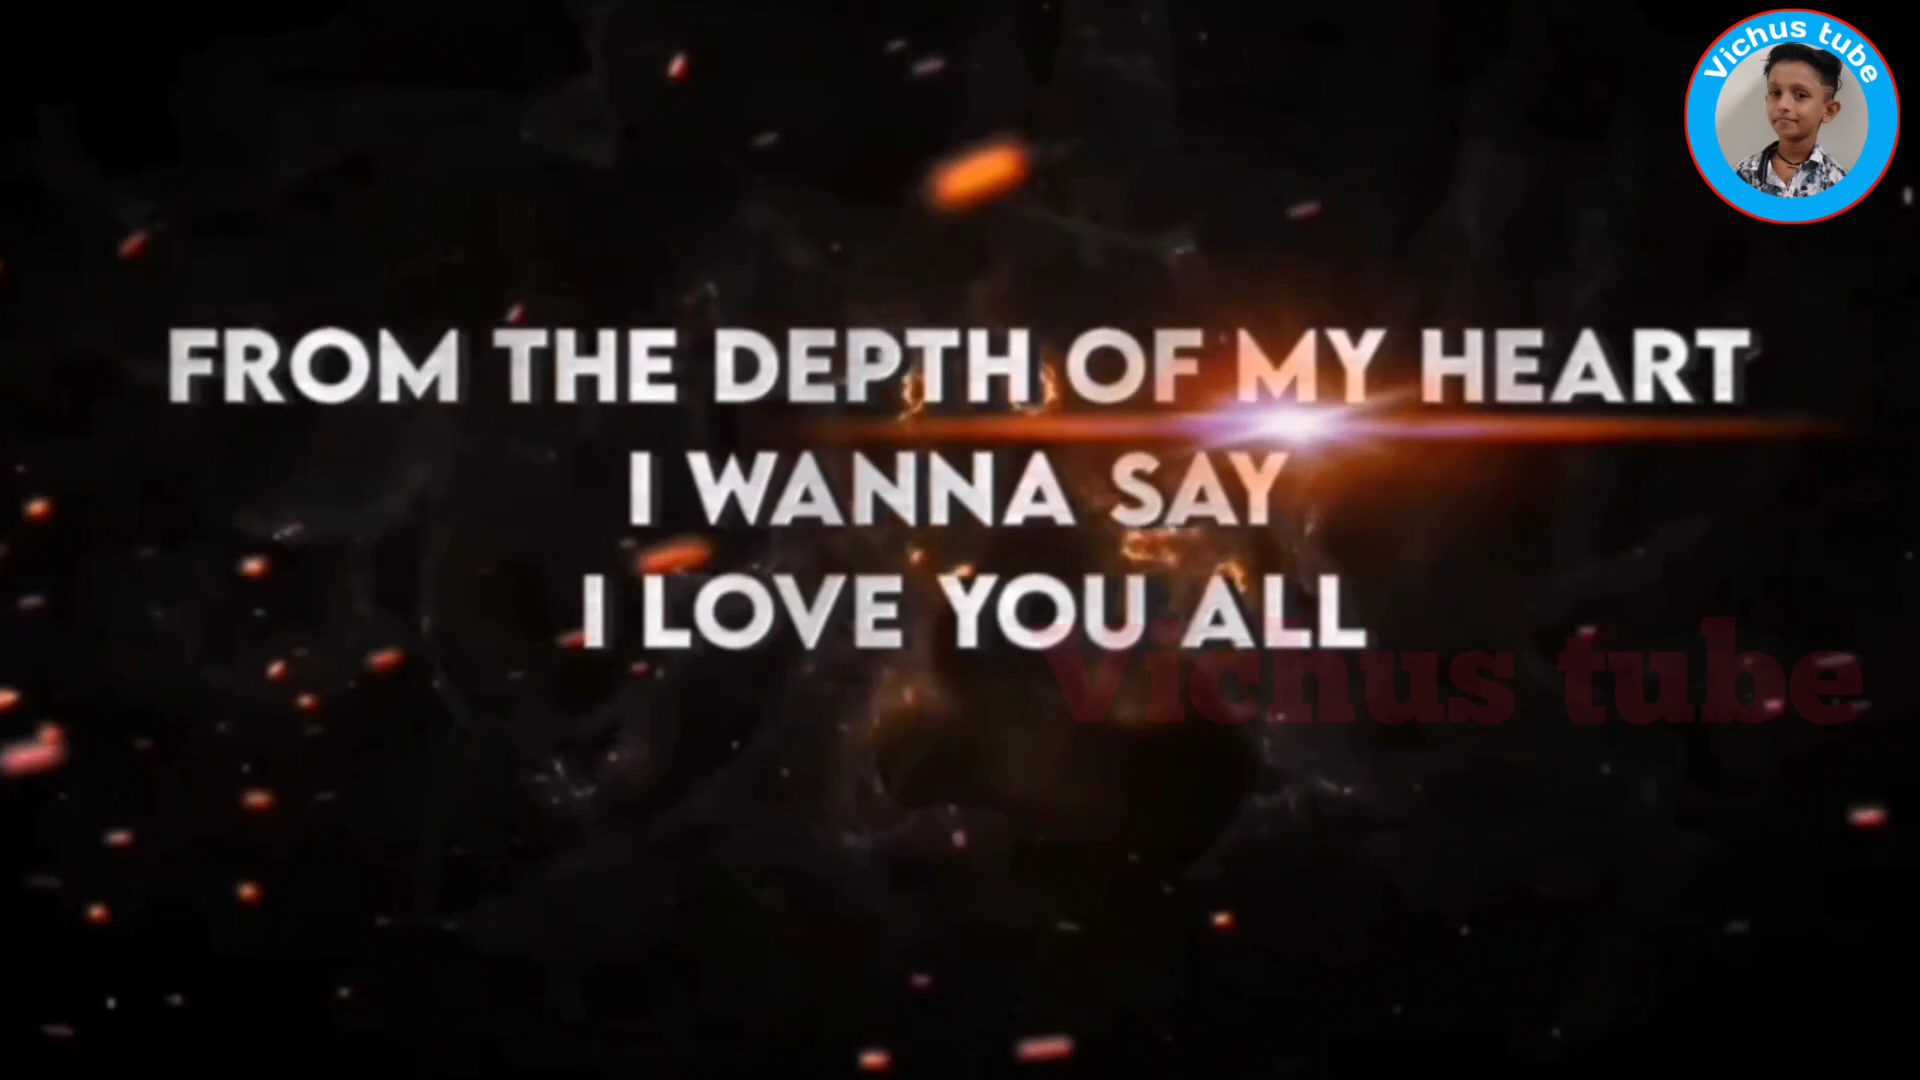 Vichus tube
FROM THE DEPTH OF MY HEART
I WANNA SAY
I LOVE YOU ALL
Vichus tube